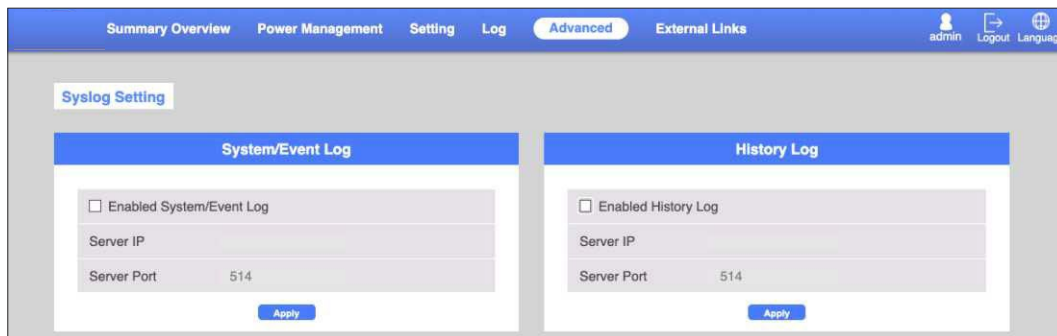 Summary Overview Power Management Setting Log Advanced External Links admin Logout
Syslog Setting
System/Event Log
Enabled System/Event Log
Server IP
Server Port 514
Apply
History Log
Enabled History Log
Server IP
Server Port 514
Apply